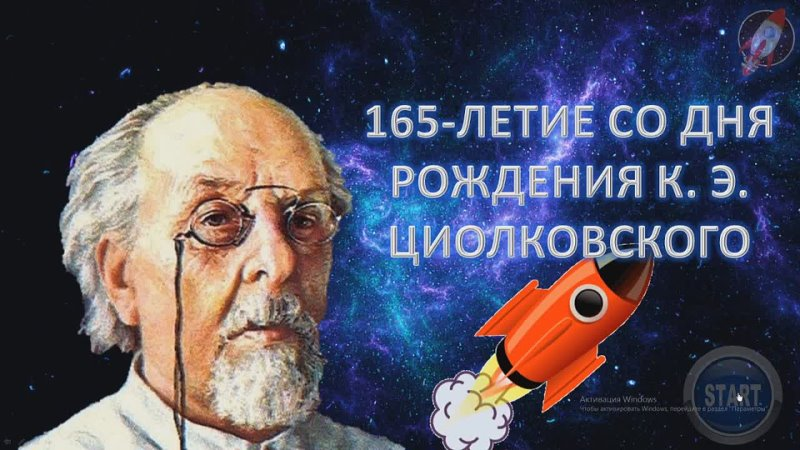 165-ЛЕТИЕ СО ДНЯ
РОЖДЕНИЯ К. Э.
ЦИОЛКОВСКОГО
START
Активация Windows
Чтобы активировать Windows, перейдите в раздел "Параметры".